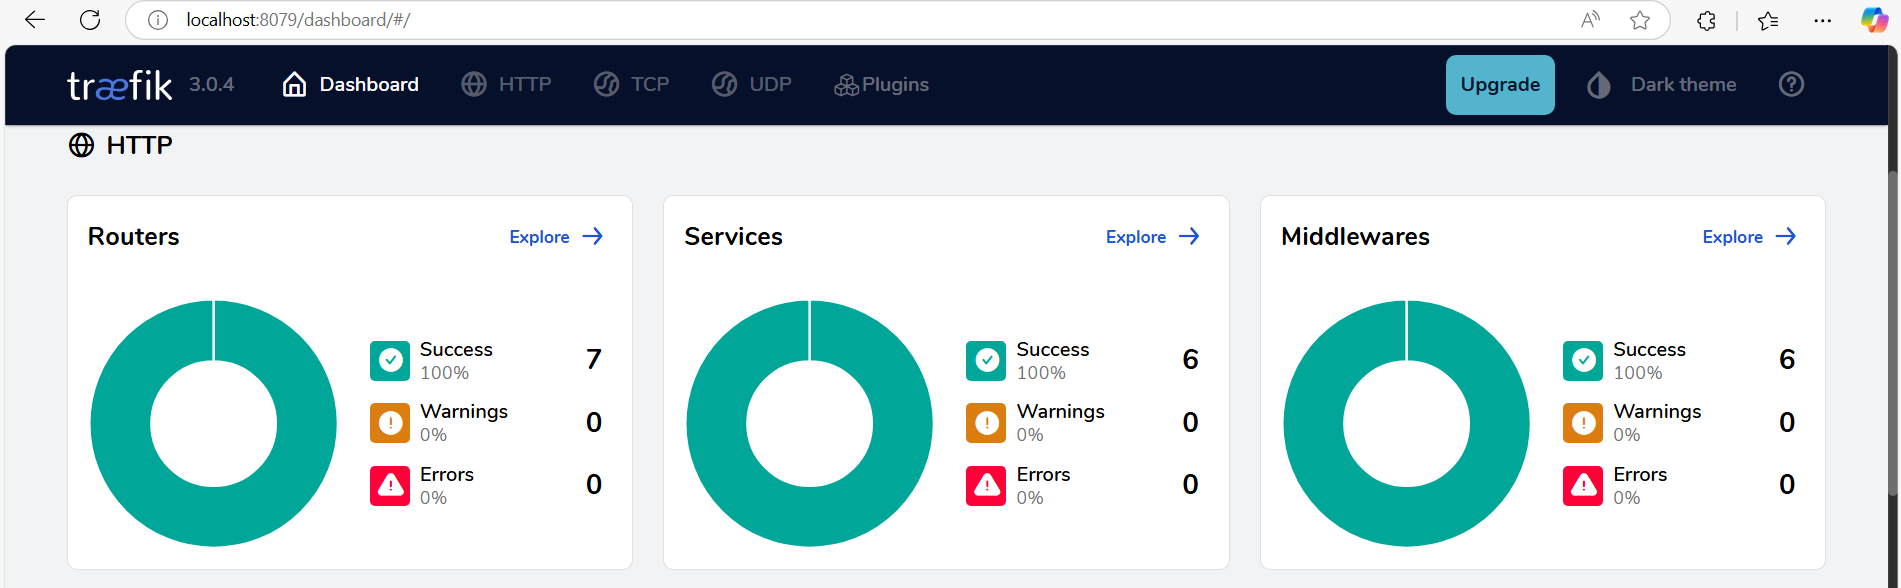 localhost:8079/dashboard/#/
træfik 3.0.4 Dashboard HTTP TCP UDP Plugins Upgrade Dark theme
HTTP
Routers
Explore
Success
100%
7
Warnings
0%
0
Errors
0%
0
Services
Explore
Success
100%
6
Warnings
0%
0
Errors
0%
0
Middlewares
Explore
Success
100%
6
Warnings
0%
0
Errors
0%
0